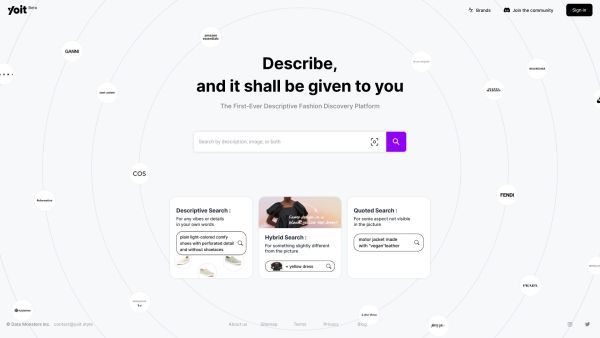 yoit Beta
Brands
Join the community
Sign in
amazon essentials
GANNI
Describe,
and it shall be given to you
The First-Ever Descriptive Fashion Discovery Platform
Search by description, image, or both
COS
FENDI
Descriptive Search :
For any vibes or details
in your own words
plain light-colored comfy
shoes with perforated detail
and without shoelaces
Hybrid Search :
For something slightly different
from the picture
+ yellow dress
Quoted Search :
For some aspect not visible
in the picture
motor jacket made
with "vegan"leather
PRADA
© Data Monsters Inc.
contact@yoit.style
About us
Sitemap
Terms
Privacy
Blog